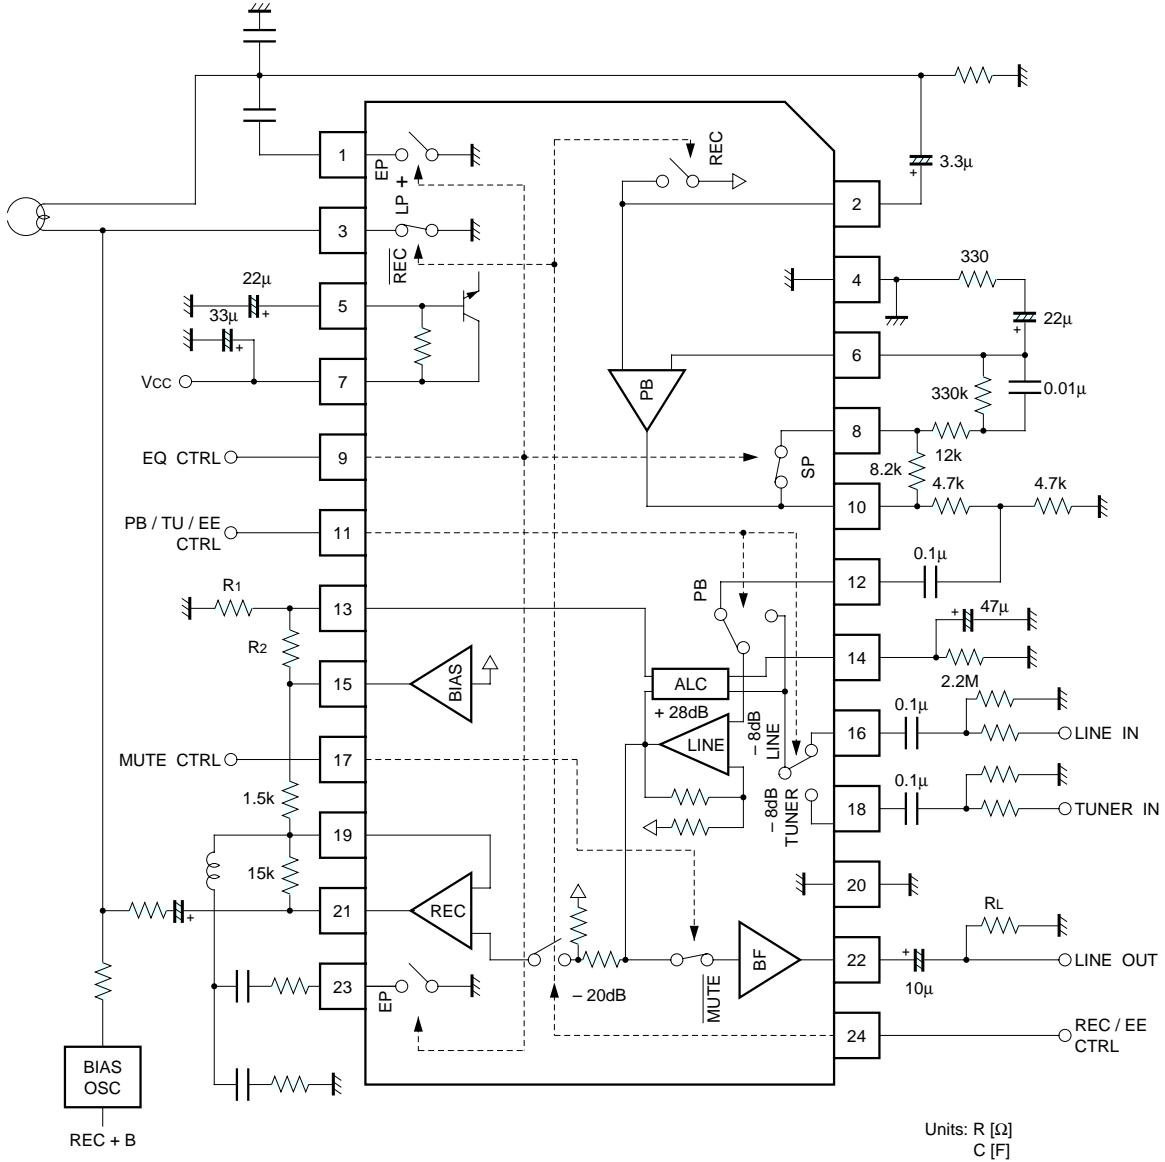 1
EP
REC
3.3μ
2
LP +
3
REC
4
330
22μ
5
33μ
22μ
6
VCC
7
PB
330k
0.01μ
8
12k
EQ CTRL
9
SP
8.2k
4.7k
4.7k
10
PB / TU / EE
CTRL
11
0.1μ
12
PB
R1
13
47μ
R2
14
2.2M
15
BIAS
ALC
+ 28dB
0.1μ
16
LINE IN
LINE
– 8dB
LINE
MUTE CTRL
17
0.1μ
1.5k
18
TUNER IN
– 8dB
TUNER
19
15k
20
REC
21
RL
BF
22
LINE OUT
10μ
23
EP
– 20dB
MUTE
24
REC / EE
CTRL
BIAS
OSC
REC + B
Units: R [Ω]
C [F]